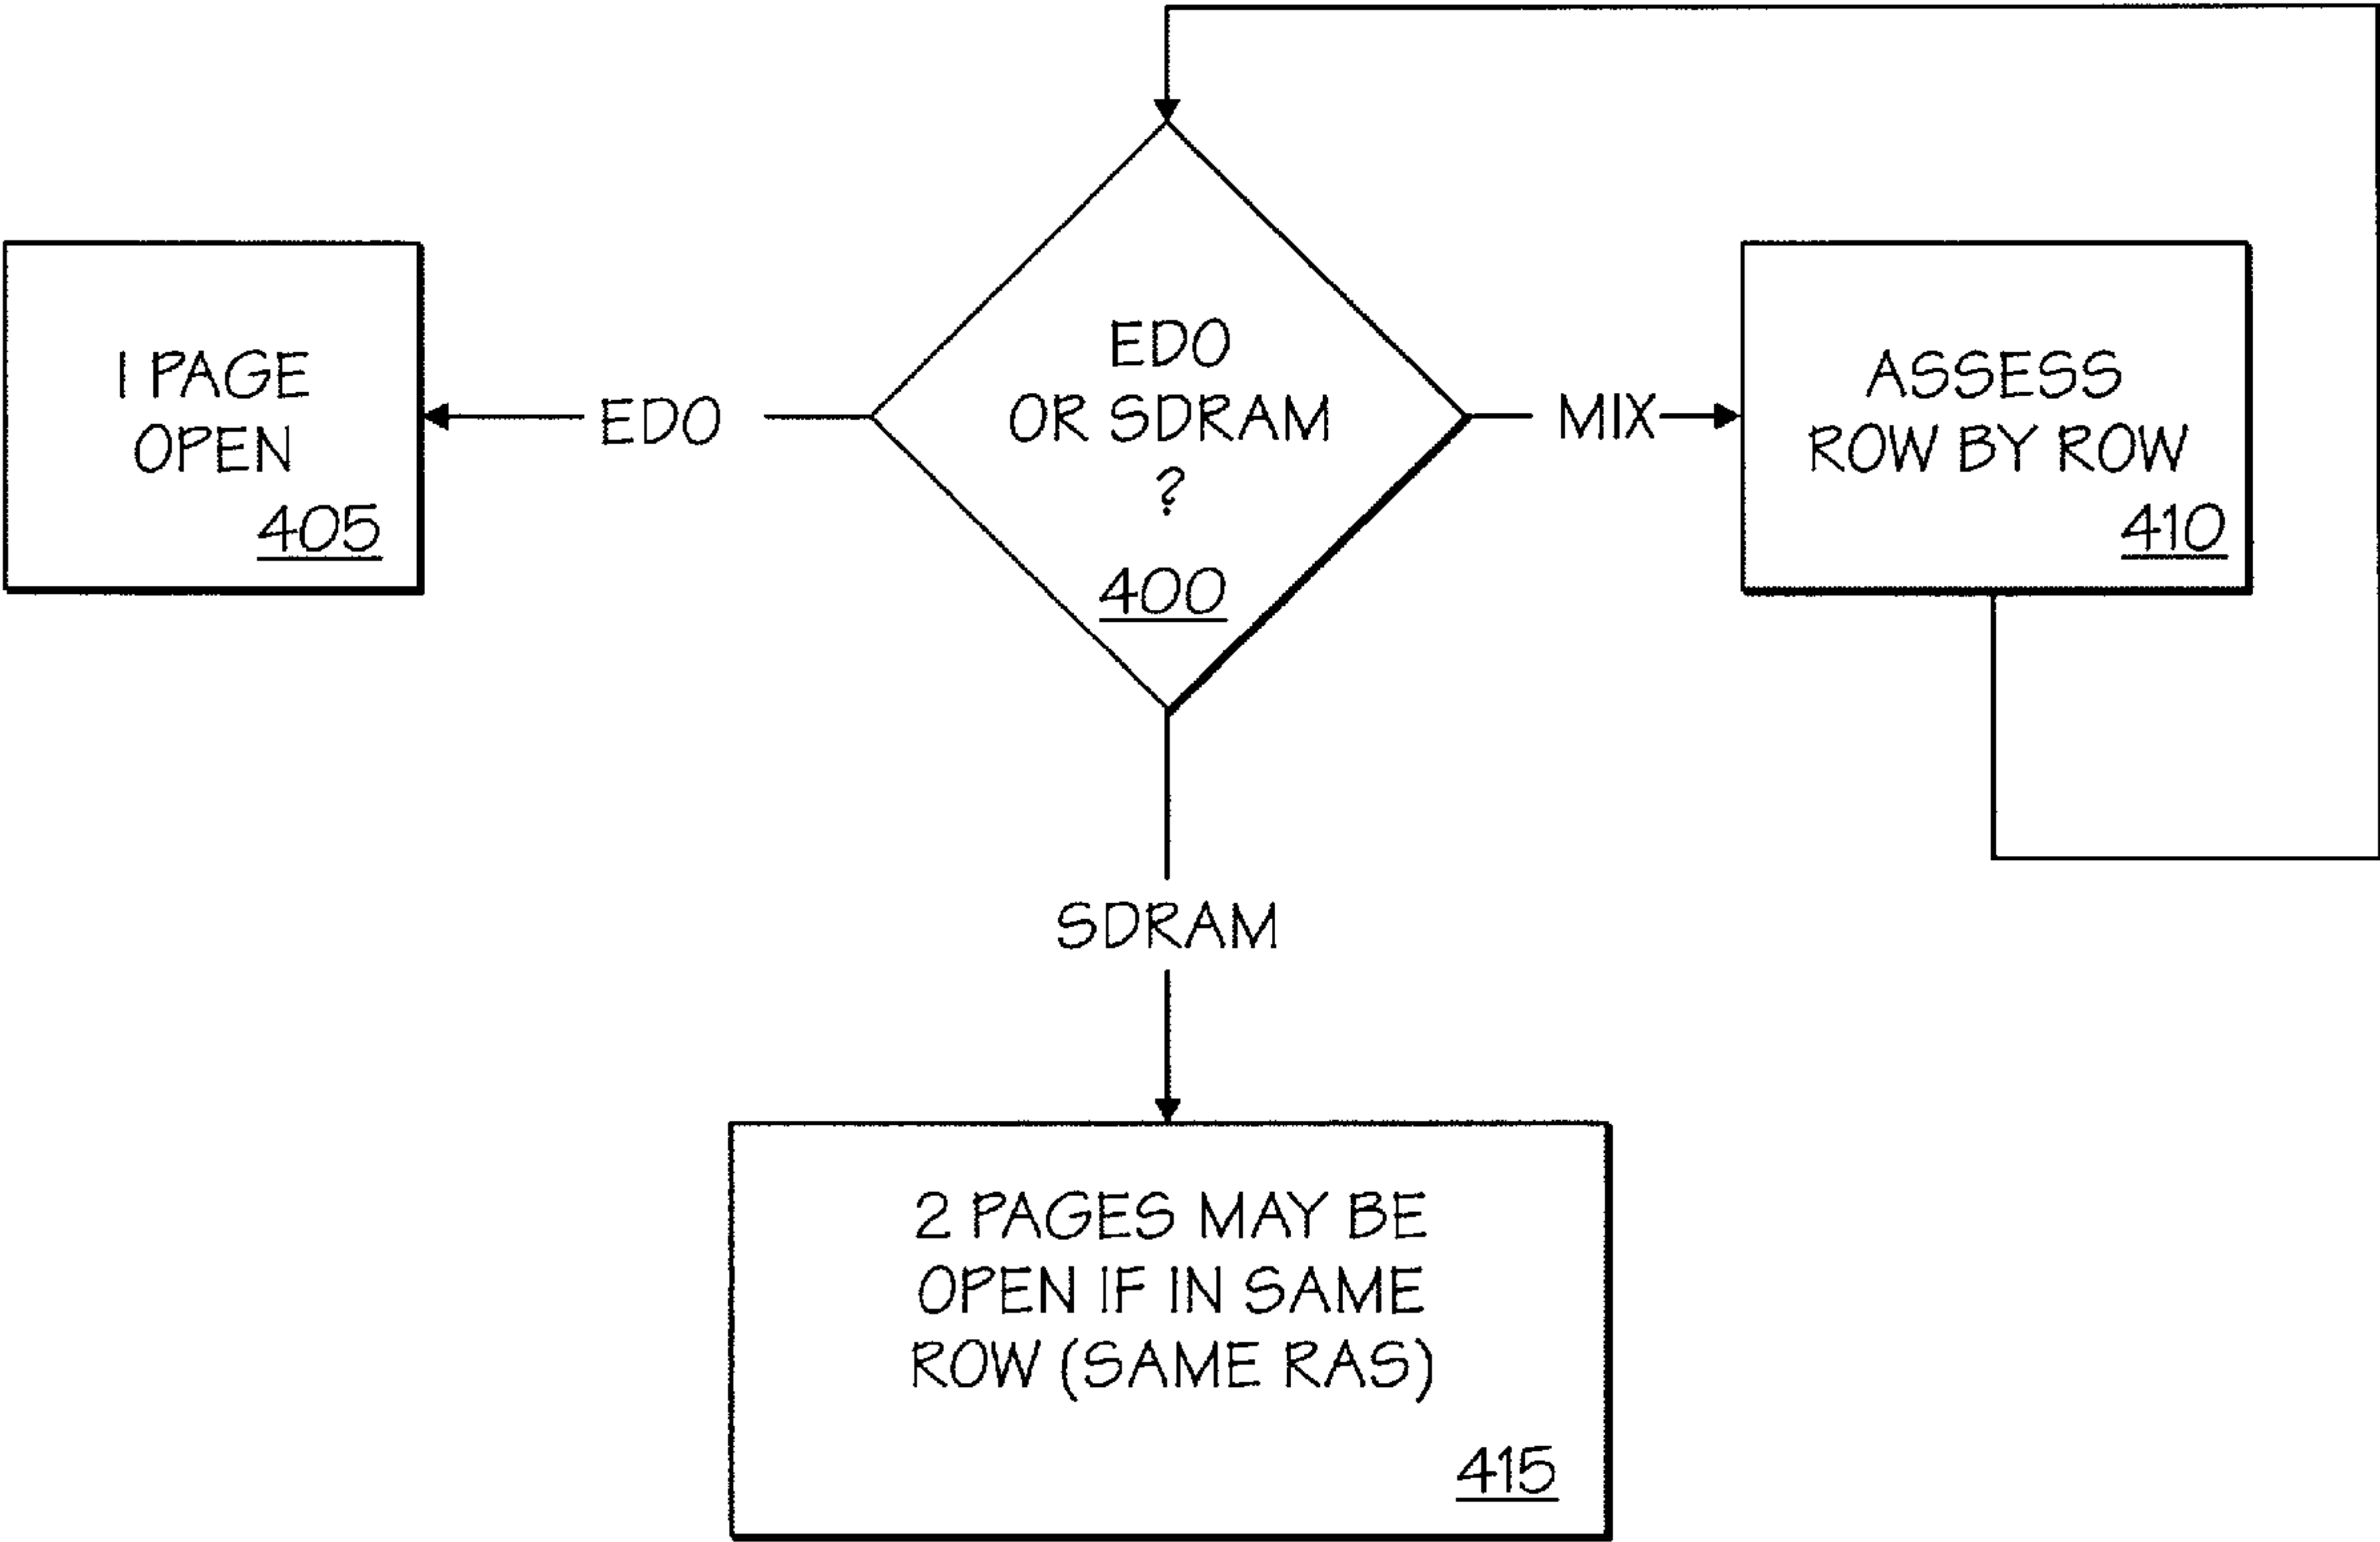 EDO
OR SDRAM
?
400
EDO
1 PAGE
OPEN
405
MIX
ASSESS
ROW BY ROW
410
SDRAM
2 PAGES MAY BE
OPEN IF IN SAME
ROW (SAME RAS)
415